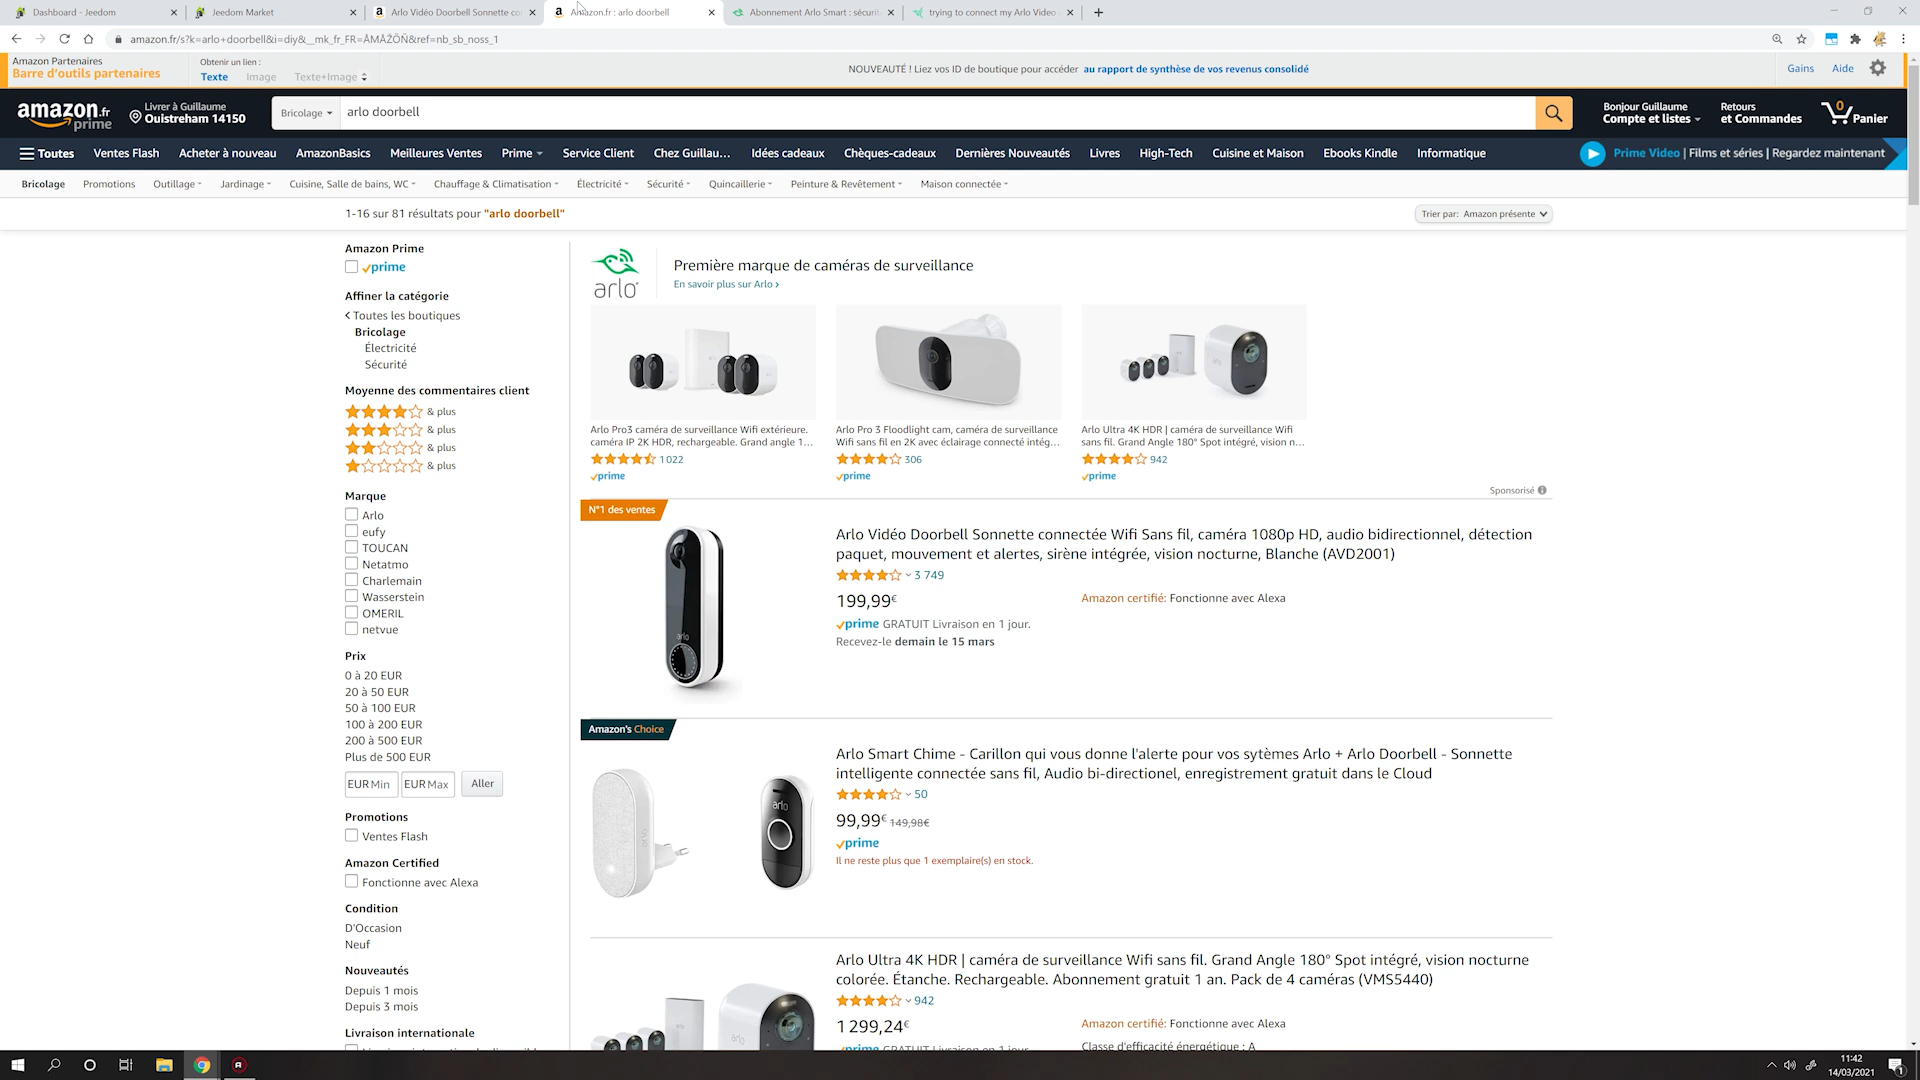 Dashboard - Jeedom
Jeedom Market
Arlo Vidéo Doorbell Sonnette co
Amazon.fr : arlo doorbell
Abonnement Arlo Smart : sécurit
trying to connect my Arlo Video
amazon.fr/s?k=arlo+doorbell&i=diy&__mk_fr_FR=ÅMÅŽÕÑ&ref=nb_sb_noss_1
Amazon Partenaires
Barre d'outils partenaires
Obtenir un lien :
Texte
Image
Texte+Image
NOUVEAUTÉ ! Liez vos ID de boutique pour accéder au rapport de synthèse de vos revenus consolidé
Gains
Aide
amazon.fr
prime
Livrer à Guillaume
Ouistreham 14150
Bricolage
arlo doorbell
Bonjour Guillaume
Compte et listes
Retours
et Commandes
0
Panier
Toutes
Ventes Flash
Acheter à nouveau
AmazonBasics
Meilleures Ventes
Prime
Service Client
Chez Guillau...
Idées cadeaux
Chèques-cadeaux
Dernières Nouveautés
Livres
High-Tech
Cuisine et Maison
Ebooks Kindle
Informatique
Prime Video | Films et séries | Regardez maintenant
Bricolage
Promotions
Outillage
Jardinage
Cuisine, Salle de bains, WC
Chauffage & Climatisation
Électricité
Sécurité
Quincaillerie
Peinture & Revêtement
Maison connectée
1-16 sur 81 résultats pour "arlo doorbell"
Trier par: Amazon présente
Amazon Prime
prime
Affiner la catégorie
< Toutes les boutiques
Bricolage
Électricité
Sécurité
Moyenne des commentaires client
& plus
& plus
& plus
& plus
Marque
Arlo
eufy
TOUCAN
Netatmo
Charlemain
Wasserstein
OMERIL
netvue
Prix
0 à 20 EUR
20 à 50 EUR
50 à 100 EUR
100 à 200 EUR
200 à 500 EUR
Plus de 500 EUR
EUR Min
EUR Max
Aller
Promotions
Ventes Flash
Amazon Certified
Fonctionne avec Alexa
Condition
D'Occasion
Neuf
Nouveautés
Depuis 1 mois
Depuis 3 mois
Livraison internationale
arlo
Première marque de caméras de surveillance
En savoir plus sur Arlo ›
Arlo Pro3 caméra de surveillance Wifi extérieure.
caméra IP 2K HDR, rechargeable. Grand angle 1...
1 022
prime
Arlo Pro 3 Floodlight cam, caméra de surveillance
Wifi sans fil en 2K avec éclairage connecté intég...
306
prime
Arlo Ultra 4K HDR | caméra de surveillance Wifi
sans fil. Grand Angle 180° Spot intégré, vision n...
942
prime
Sponsorisé
N°1 des ventes
arlo
Arlo Vidéo Doorbell Sonnette connectée Wifi Sans fil, caméra 1080p HD, audio bidirectionnel, détection
paquet, mouvement et alertes, sirène intégrée, vision nocturne, Blanche (AVD2001)
3 749
199,99€
prime GRATUIT Livraison en 1 jour.
Recevez-le demain le 15 mars
Amazon certifié: Fonctionne avec Alexa
Amazon's Choice
arlo
arlo
Arlo Smart Chime - Carillon qui vous donne l'alerte pour vos sytèmes Arlo + Arlo Doorbell - Sonnette
intelligente connectée sans fil, Audio bi-directionel, enregistrement gratuit dans le Cloud
50
99,99€ 149,98€
prime
Il ne reste plus que 1 exemplaire(s) en stock.
Arlo Ultra 4K HDR | caméra de surveillance Wifi sans fil. Grand Angle 180° Spot intégré, vision nocturne
colorée. Étanche. Rechargeable. Abonnement gratuit 1 an. Pack de 4 caméras (VMS5440)
942
1 299,24€
prime GRATUIT Livraison en 1 jour.
Amazon certifié: Fonctionne avec Alexa
Classe d'efficacité énergétique : A
11:42
14/03/2021
1